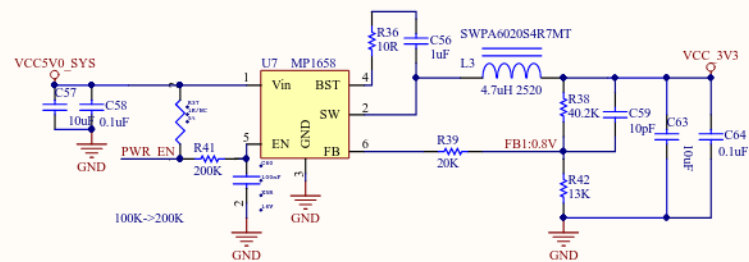 SWPA6020S4R7MT
VCC_3V3
R36
10R
C56
1uF
VCC5V0_SYS
U7
MP1658
L3
4.7uH 2520
C57
10uF
C58
0.1uF
1
Vin
BST
4
SW
2
5
EN
GND
FB
6
3
R38
40.2K
C59
10pF
C63
10uF
C64
0.1uF
R39
20K
FB1:0.8V
PWR_EN
R41
200K
GND
R42
13K
2
GND
GND
GND
100K->200K